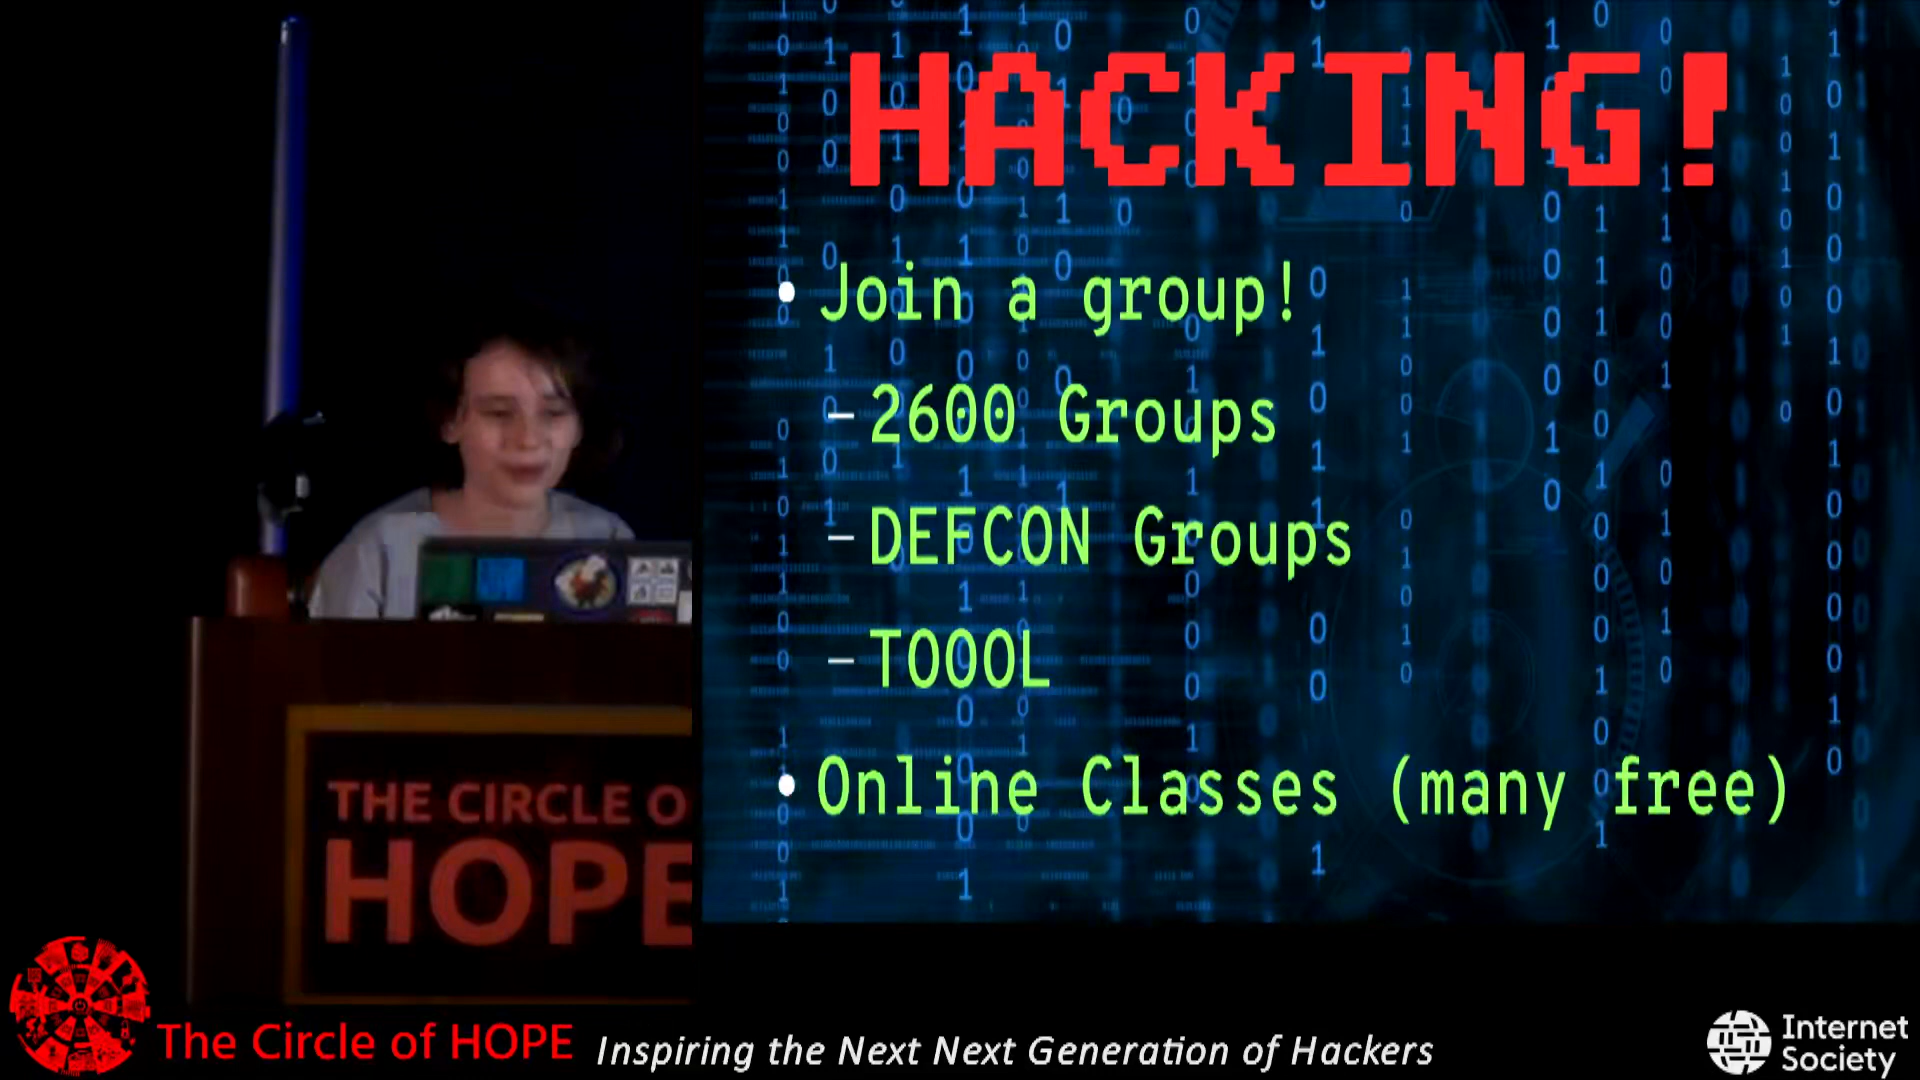 HACKING!
Join a group!
-2600 Groups
-DEFCON Groups
-TOOOL
Online Classes (many free)
THE CIRCLE O
HOPE
The Circle of HOPE
Inspiring the Next Next Generation of Hackers
Internet
Society